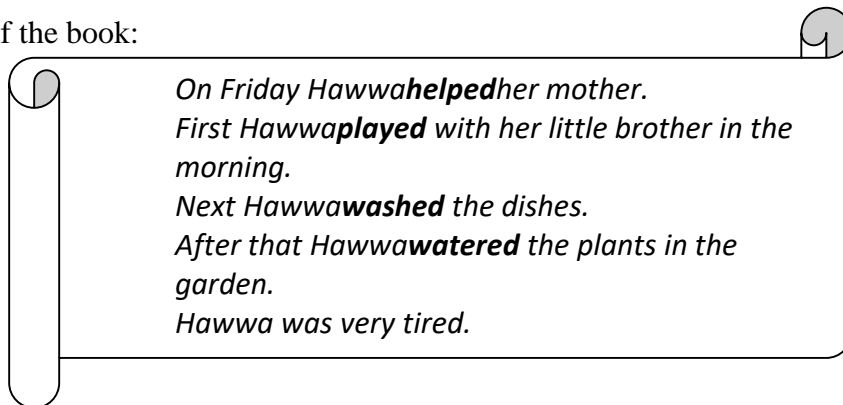 f the book:
On Friday Hawwahelpedher mother.
First Hawwaplayed with her little brother in the
morning.
Next Hawwawashed the dishes.
After that Hawwawatered the plants in the
garden.
Hawwa was very tired.